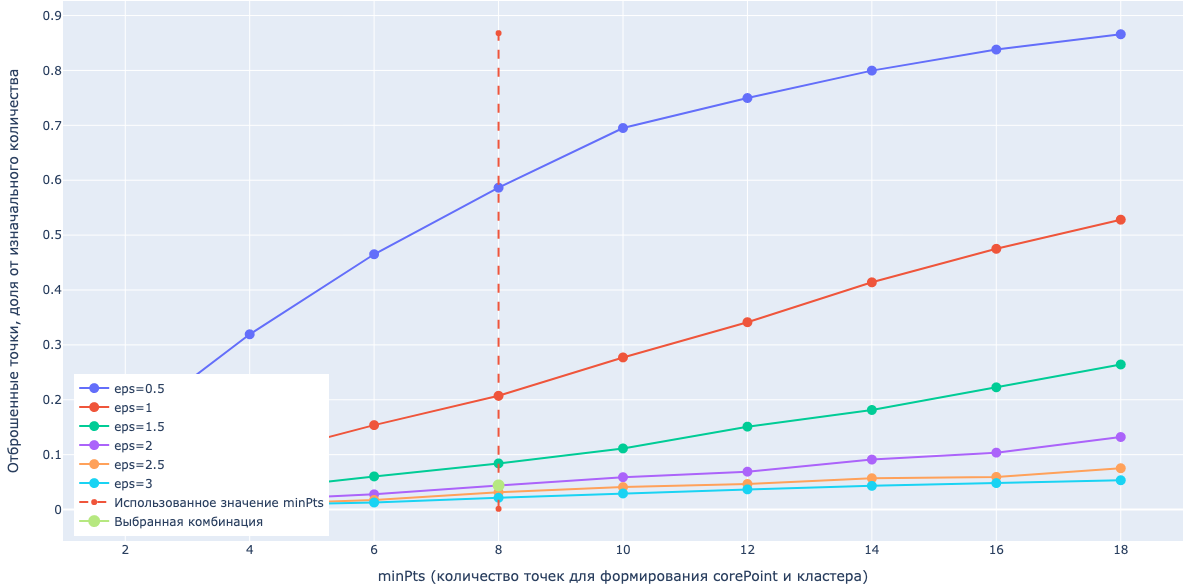 Отброшенные точки, доля от изначального количества
0.9
0.8
0.7
0.6
0.5
0.4
0.3
0.2
0.1
0
eps=0.5
eps=1
eps=1.5
eps=2
eps=2.5
eps=3
Использованное значение minPts
Выбранная комбинация
2 4 6 8 10 12 14 16 18
minPts (количество точек для формирования corePoint и кластера)